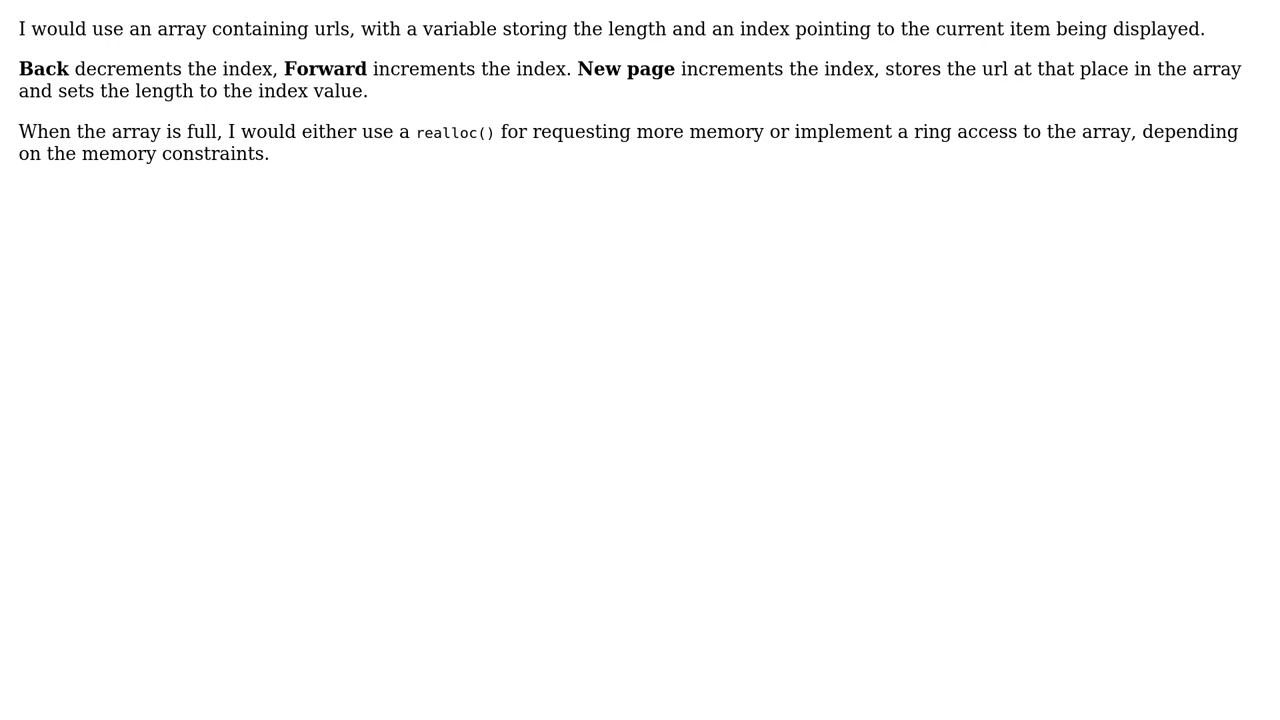 I would use an array containing urls, with a variable storing the length and an index pointing to the current item being displayed.
Back decrements the index, Forward increments the index. New page increments the index, stores the url at that place in the array
and sets the length to the index value.
When the array is full, I would either use a realloc() for requesting more memory or implement a ring access to the array, depending
on the memory constraints.